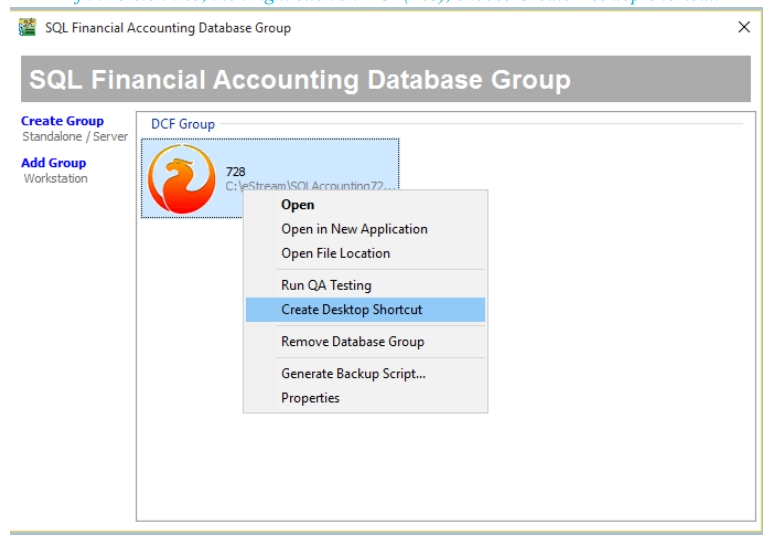 SQL Financial Accounting Database Group
SQL Financial Accounting Database Group
Create Group
Standalone / Server
Add Group
Workstation
DCF Group
728
C:\eStream\SQLAccounting72...
Open
Open in New Application
Open File Location
Run QA Testing
Create Desktop Shortcut
Remove Database Group
Generate Backup Script...
Properties